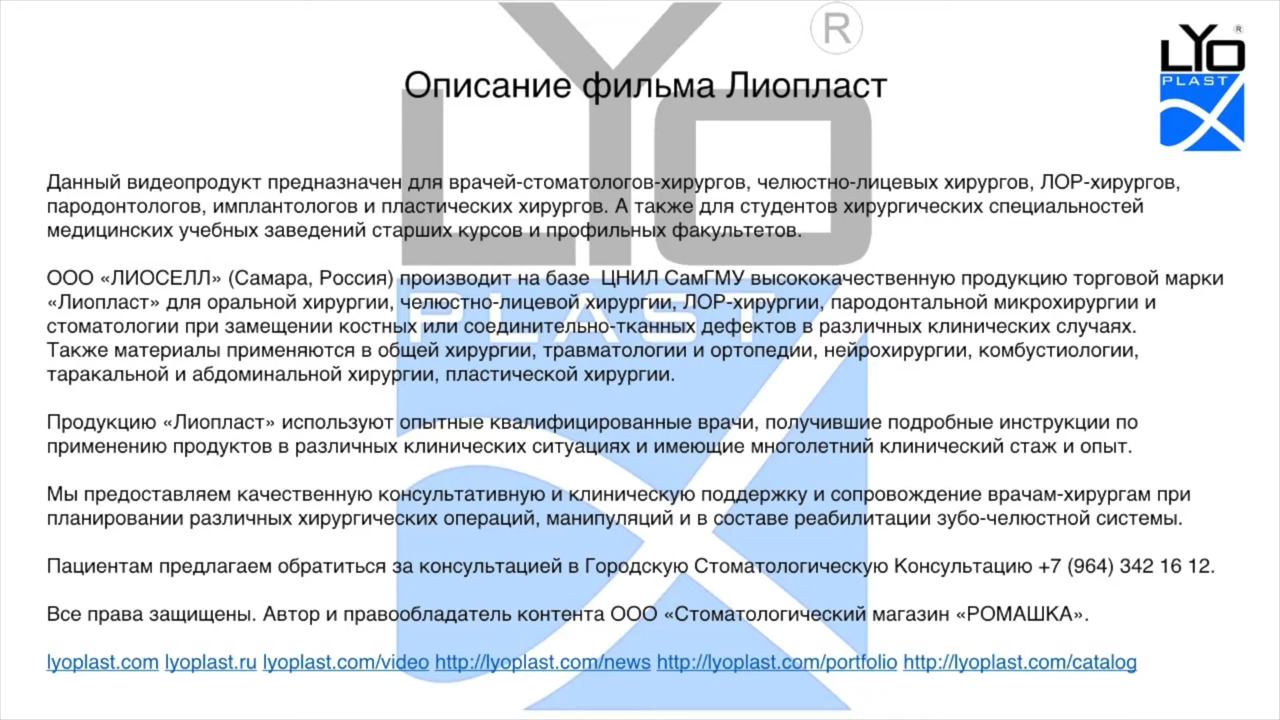 LYO
®
PLAST
Описание фильма Лиопласт
LYO
®
PLAST
Данный видеопродукт предназначен для врачей-стоматологов-хирургов, челюстно-лицевых хирургов, ЛОР-хирургов,
пародонтологов, имплантологов и пластических хирургов. А также для студентов хирургических специальностей
медицинских учебных заведений старших курсов и профильных факультетов.
ООО «ЛИОСЕЛЛ» (Самара, Россия) производит на базе ЦНИЛ СамГМУ высококачественную продукцию торговой марки
«Лиопласт» для оральной хирургии, челюстно-лицевой хирургии, ЛОР-хирургии, пародонтальной микрохирургии и
стоматологии при замещении костных или соединительно-тканных дефектов в различных клинических случаях.
Также материалы применяются в общей хирургии, травматологии и ортопедии, нейрохирургии, комбустиологии,
таракальной и абдоминальной хирургии, пластической хирургии.
Продукцию «Лиопласт» используют опытные квалифицированные врачи, получившие подробные инструкции по
применению продуктов в различных клинических ситуациях и имеющие многолетний клинический стаж и опыт.
Мы предоставляем качественную консультативную и клиническую поддержку и сопровождение врачам-хирургам при
планировании различных хирургических операций, манипуляций и в составе реабилитации зубо-челюстной системы.
Пациентам предлагаем обратиться за консультацией в Городскую Стоматологическую Консультацию +7 (964) 342 16 12.
Все права защищены. Автор и правообладатель контента ООО «Стоматологический магазин «РОМАШКА».
lyoplast.com lyoplast.ru lyoplast.com/video http://lyoplast.com/news http://lyoplast.com/portfolio http://lyoplast.com/catalog